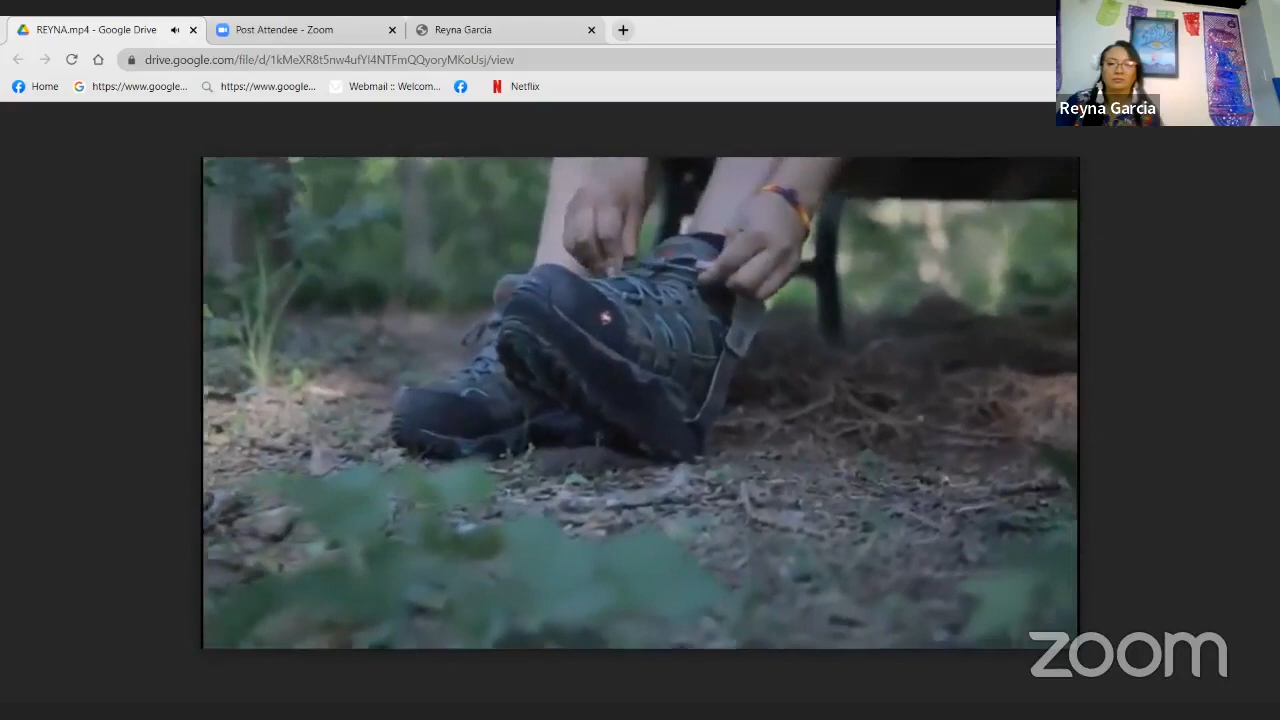 REYNA.mp4 - Google Drive
Post Attendee - Zoom
Reyna Garcia
drive.google.com/file/d/1kMeXR8t5nw4ufYl4NTFmQQyoryMKoUsj/view
Home
https://www.google...
https://www.google...
Webmail :: Welcom...
Netflix
Reyna Garcia
zoom